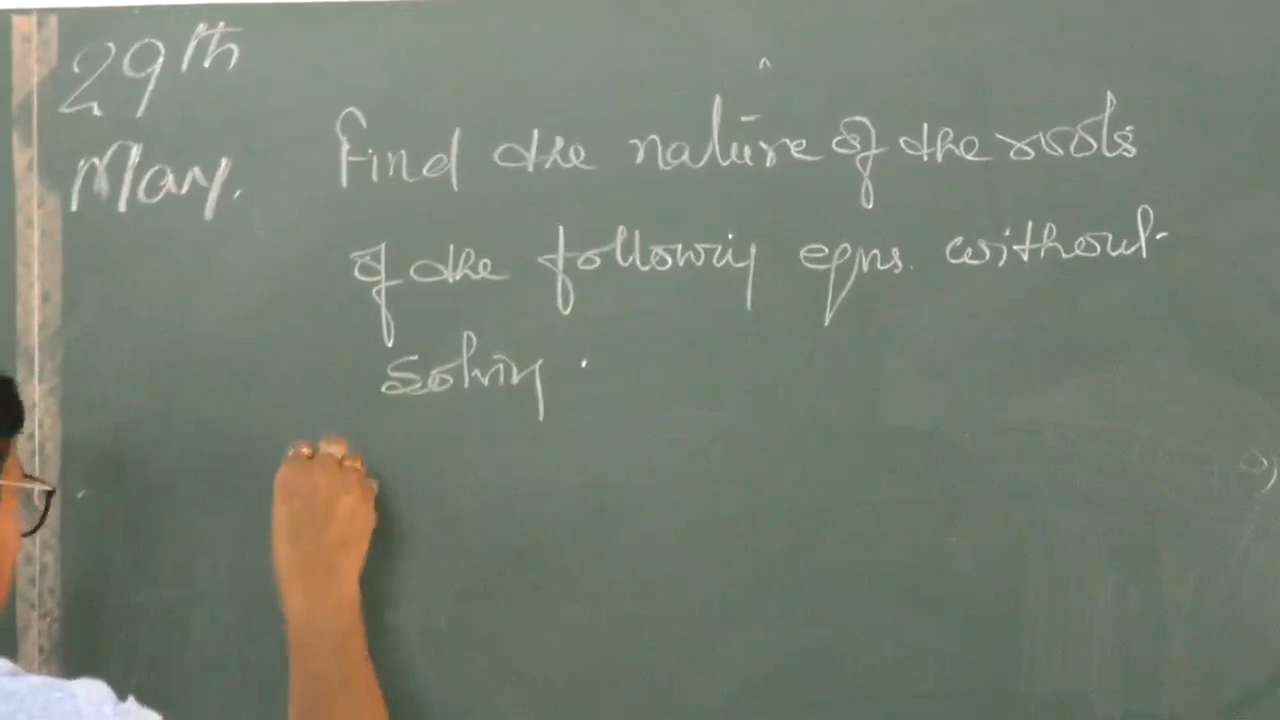 29th
May.
Find the nature of the roots
of the following eqns. without
solving.